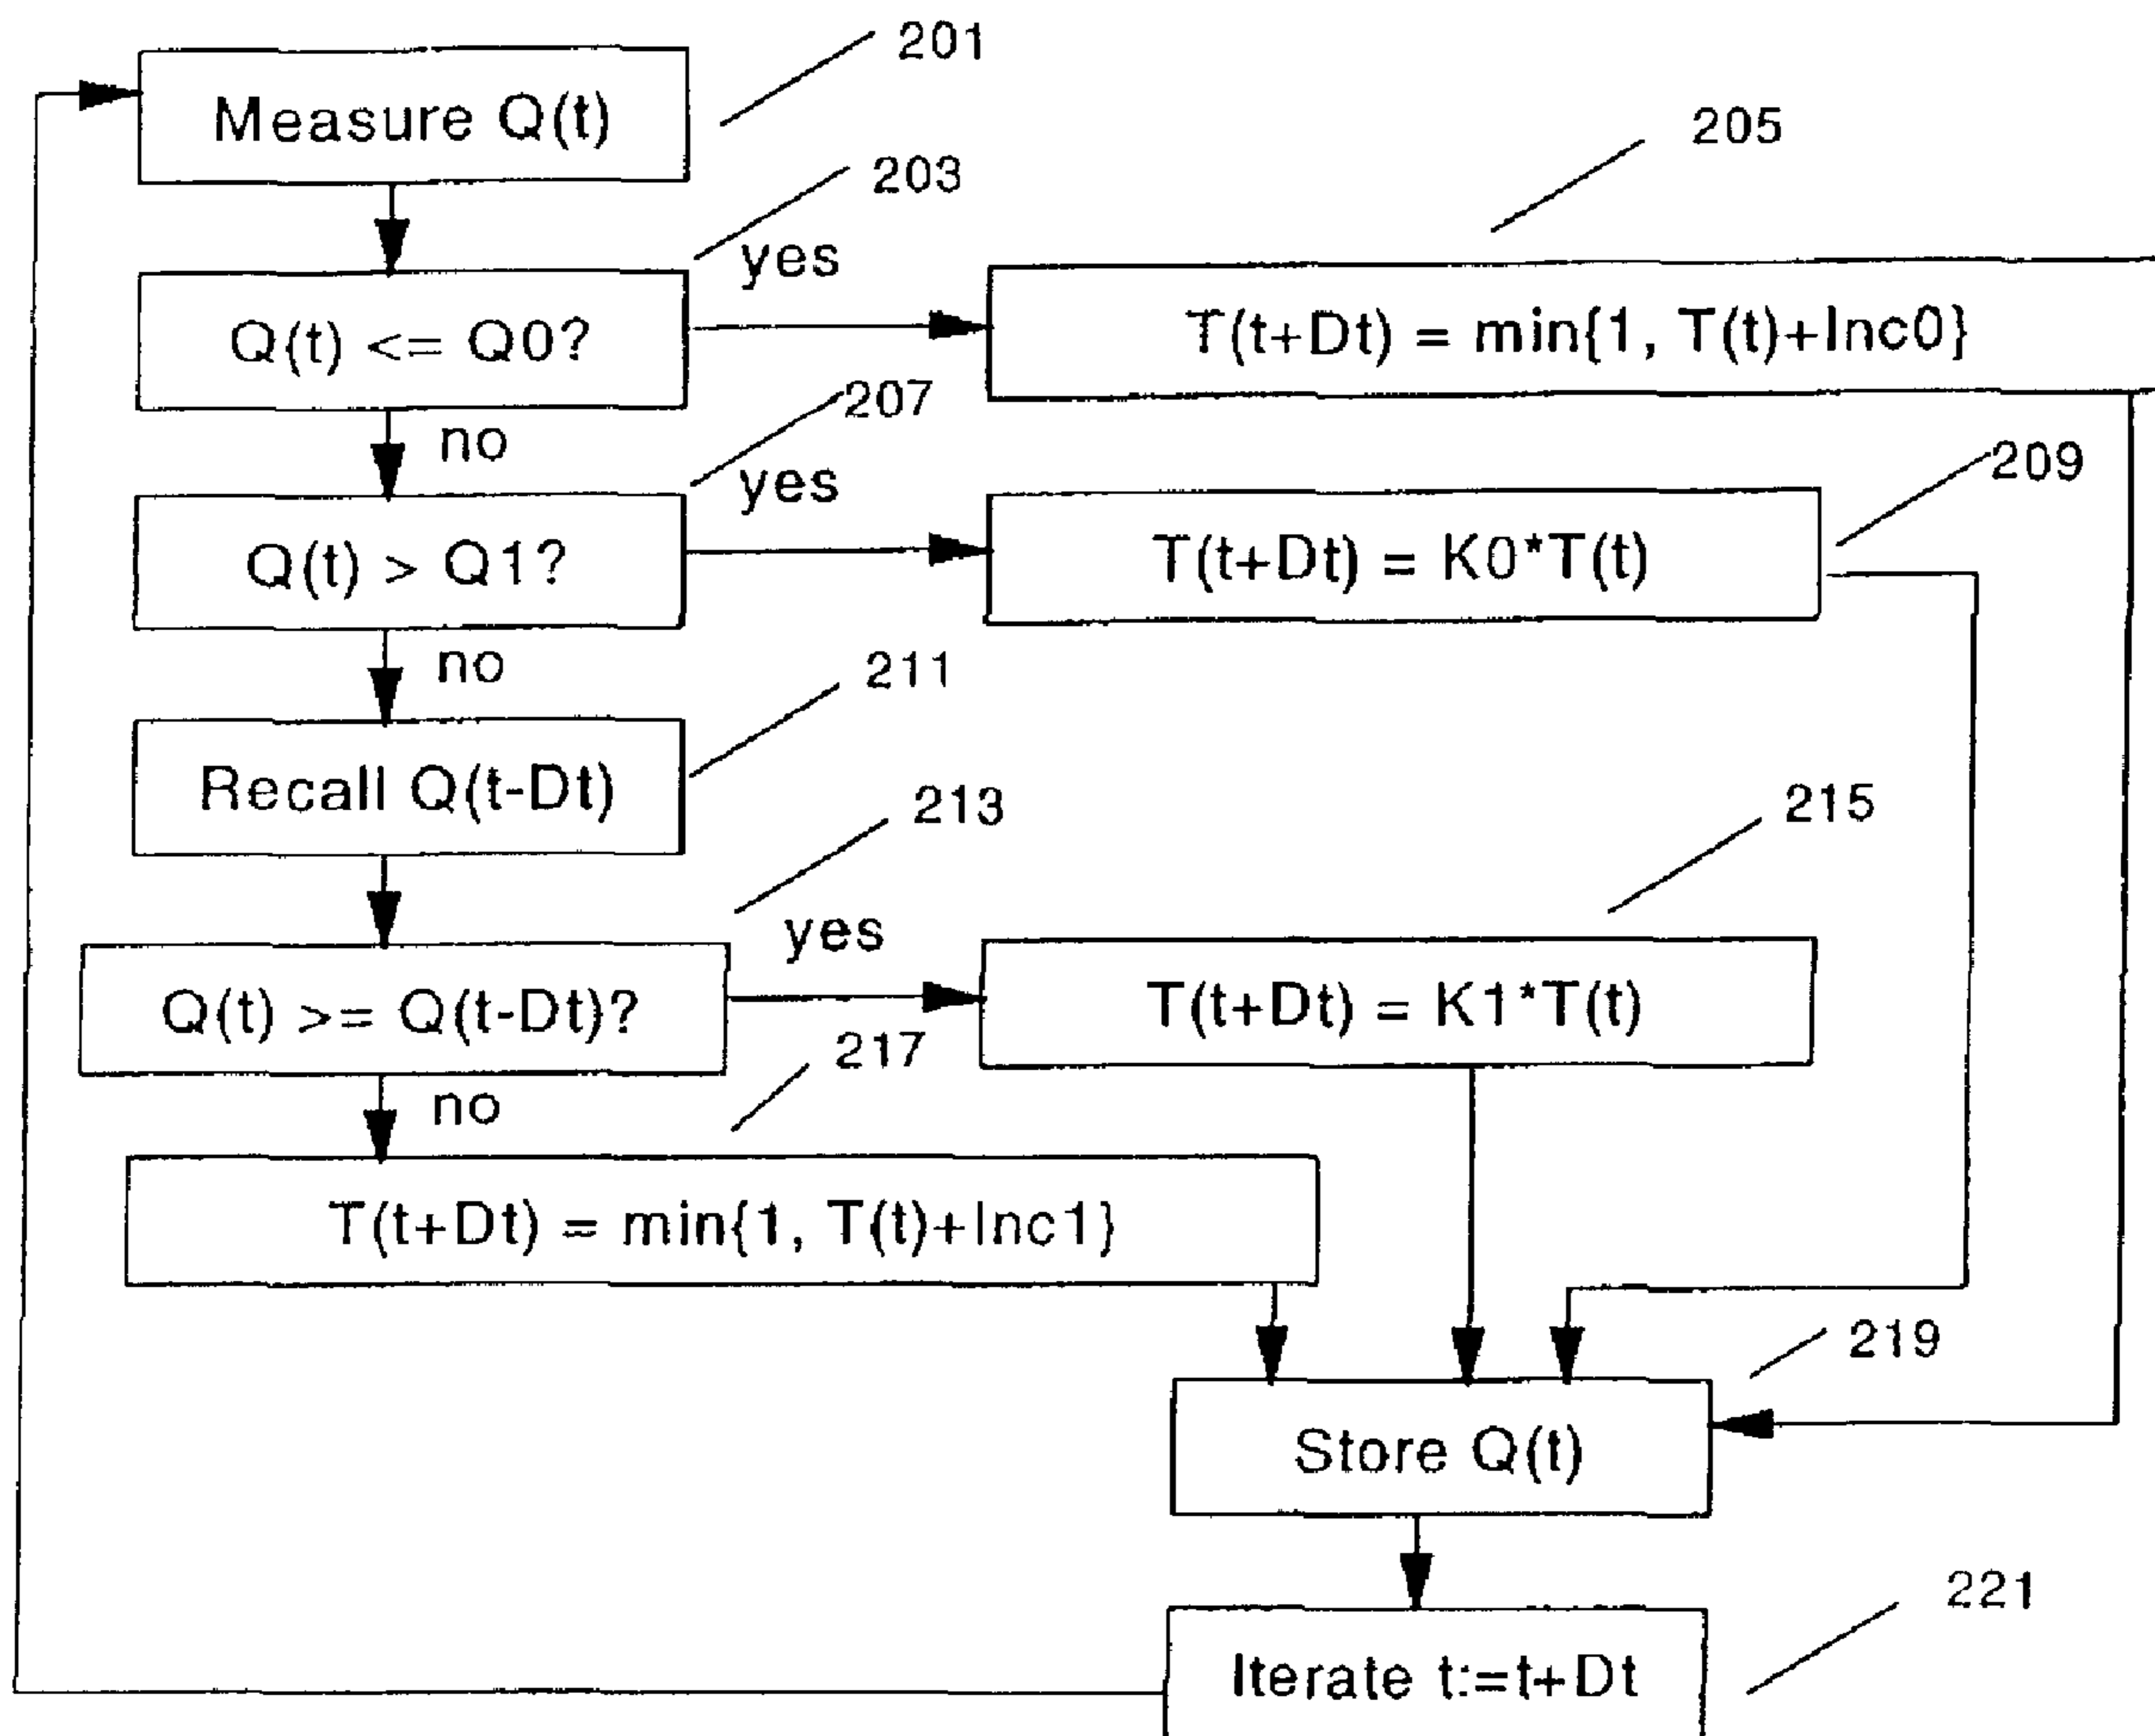 201
Measure Q(t)
203
205
yes
Q(t) <= Q0?
T(t+Dt) = min{1, T(t)+Inc0}
207
no
yes
209
Q(t) > Q1?
T(t+Dt) = K0*T(t)
no
211
Recall Q(t-Dt)
213
215
yes
Q(t) >= Q(t-Dt)?
T(t+Dt) = K1*T(t)
217
no
T(t+Dt) = min{1, T(t)+Inc1}
219
Store Q(t)
221
Iterate t:=t+Dt